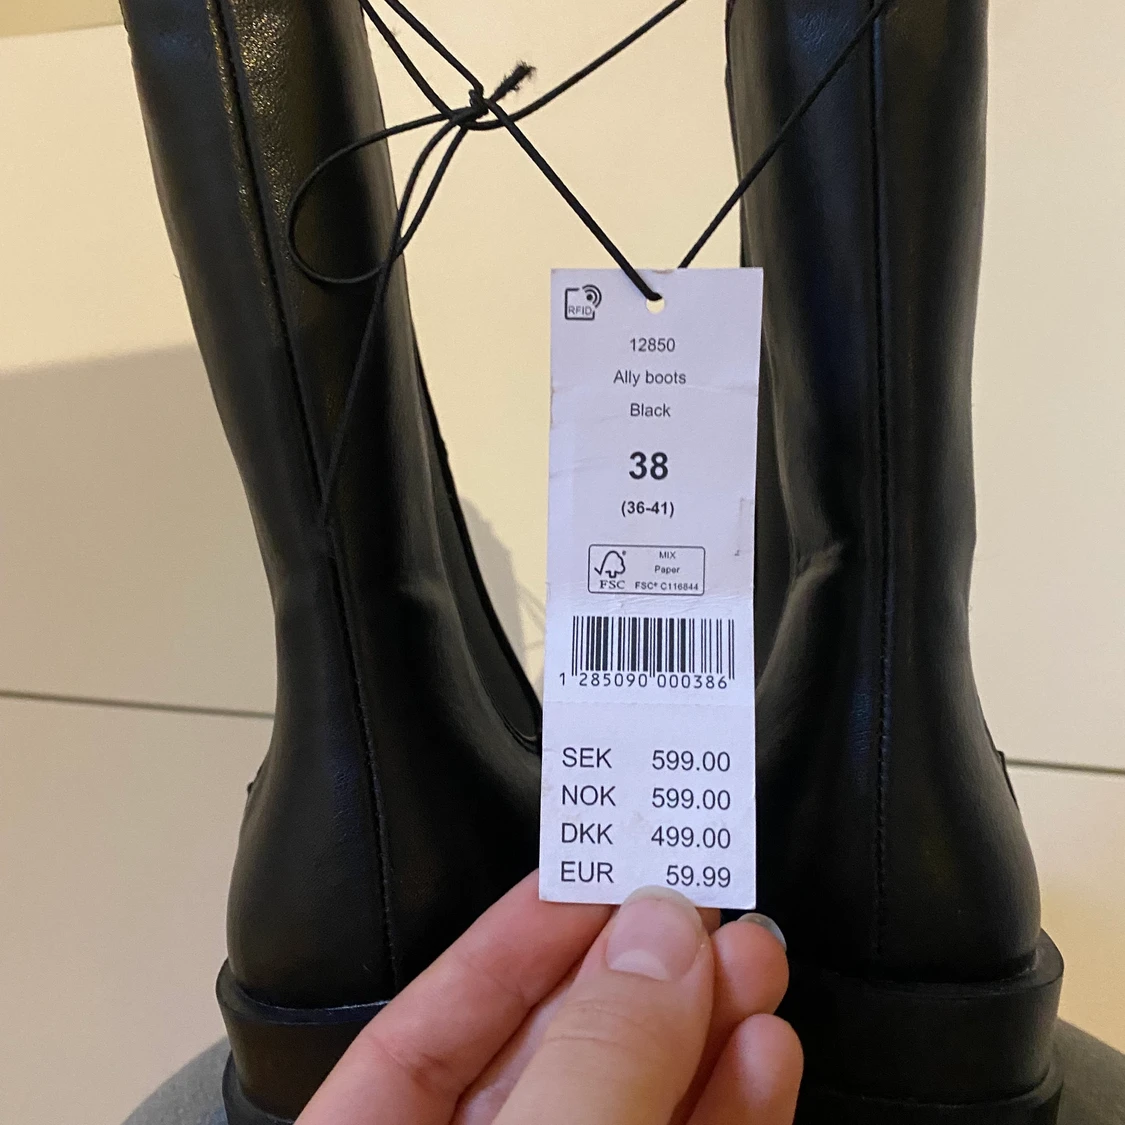 RFID
12850
Ally boots
Black
38
(36-41)
MIX
Paper
FSC® C116844
FSC
1 285090 000386
SEK 599.00
NOK 599.00
DKK 499.00
EUR 59.99